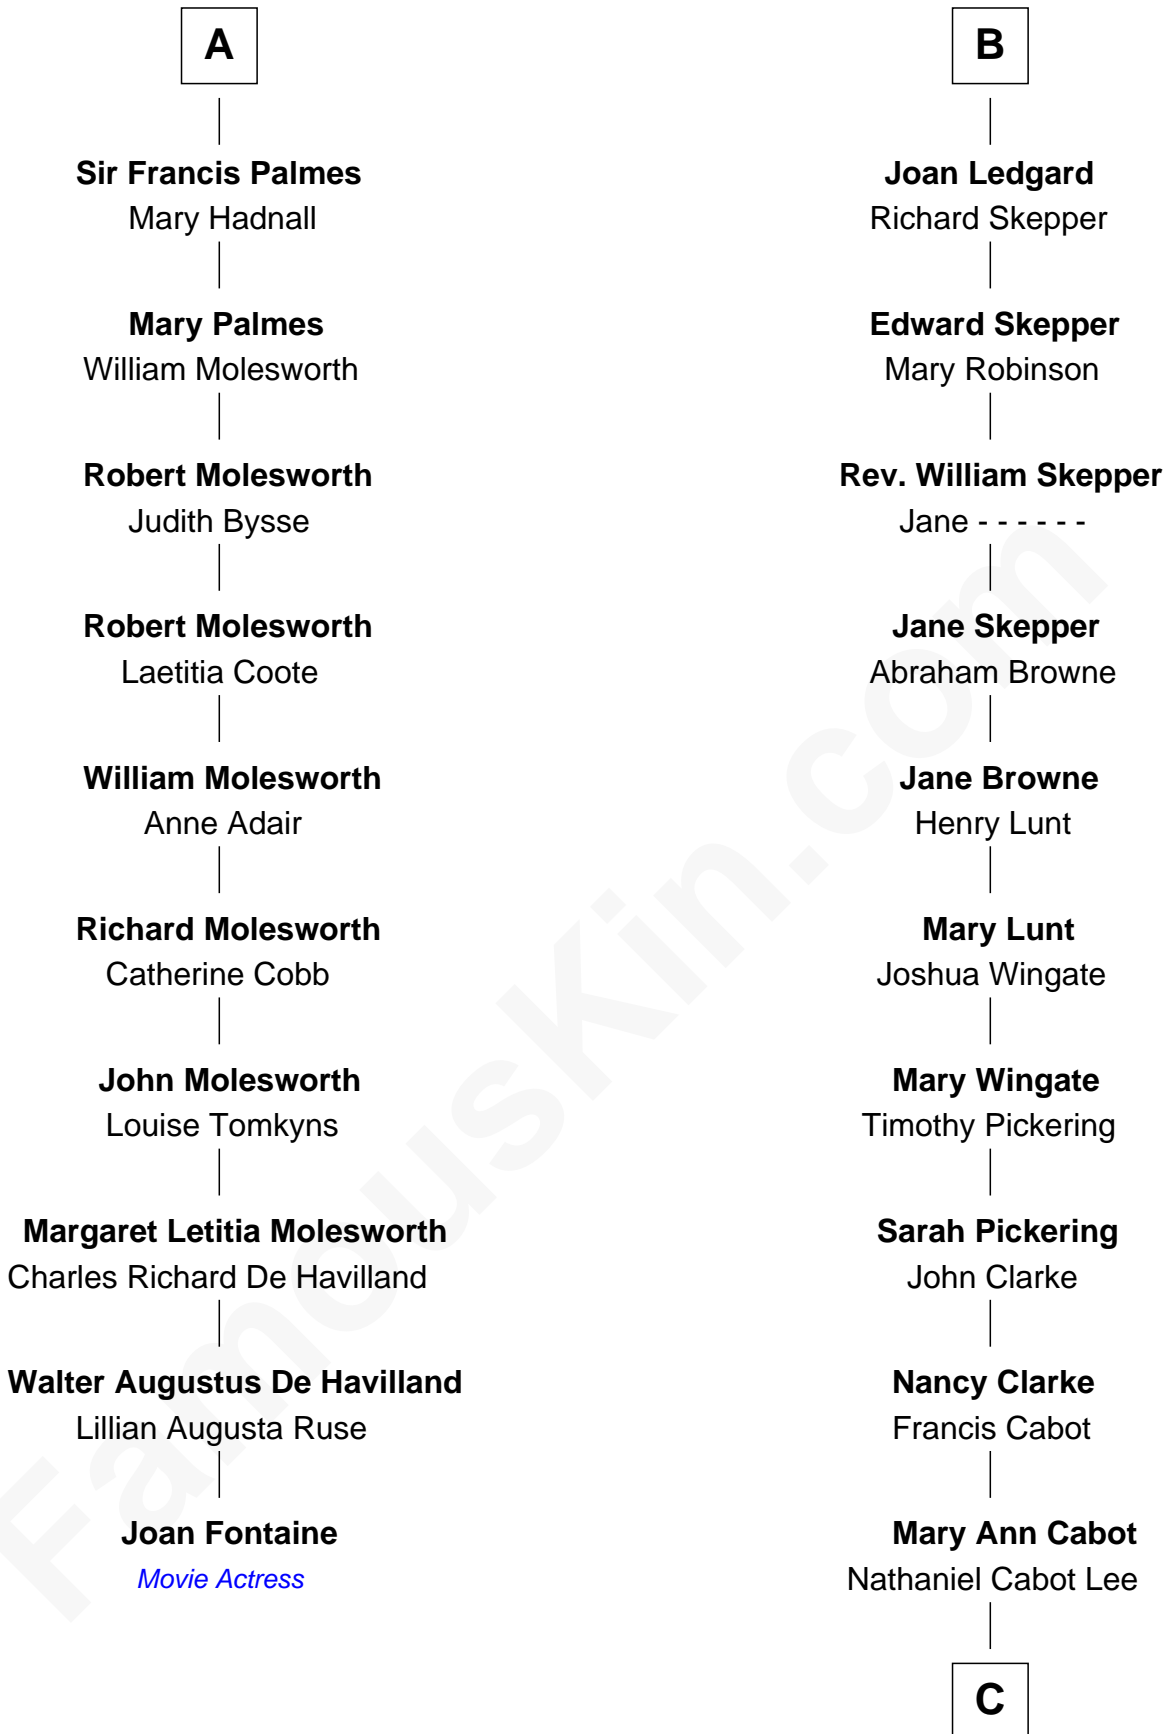 A
Sir Francis Palmes
Mary Hadnall
Mary Palmes
William Molesworth
Robert Molesworth
Judith Bysse
Robert Molesworth
Laetitia Coote
William Molesworth
Anne Adair
Richard Molesworth
Catherine Cobb
John Molesworth
Louise Tomkyns
Margaret Letitia Molesworth
Charles Richard De Havilland
Walter Augustus De Havilland
Lillian Augusta Ruse
Joan Fontaine
Movie Actress
B
Joan Ledgard
Richard Skepper
Edward Skepper
Mary Robinson
Rev. William Skepper
Jane - - - - - -
Jane Skepper
Abraham Browne
Jane Browne
Henry Lunt
Mary Lunt
Joshua Wingate
Mary Wingate
Timothy Pickering
Sarah Pickering
John Clarke
Nancy Clarke
Francis Cabot
Mary Ann Cabot
Nathaniel Cabot Lee
C
FamousKin.com